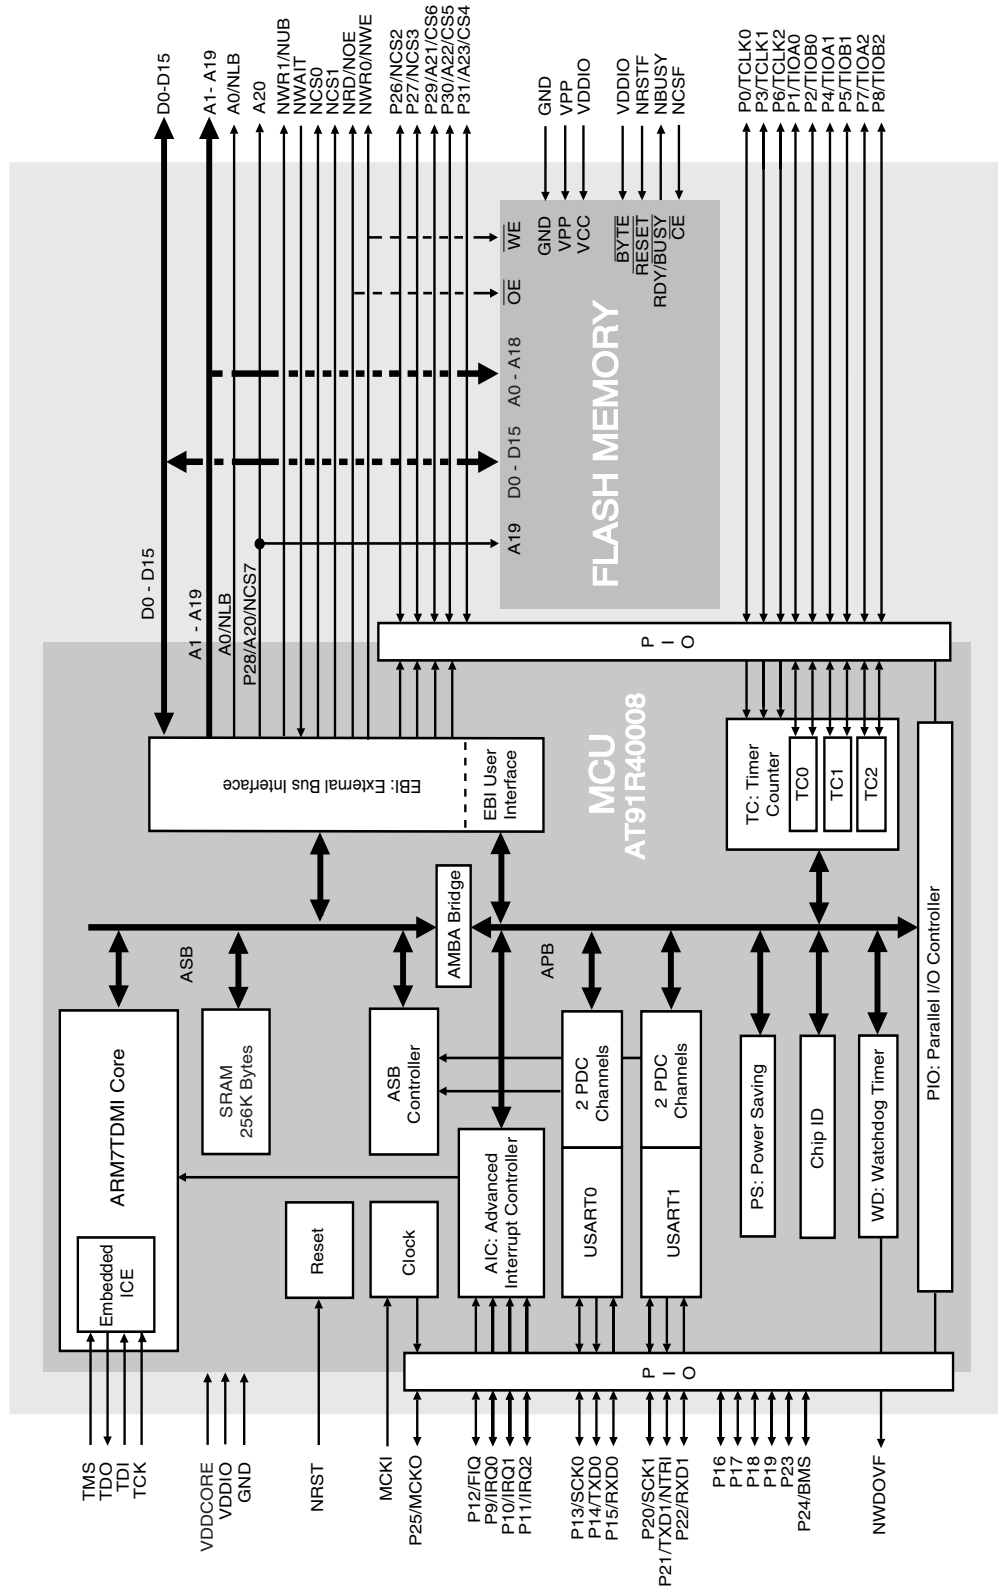 TMS
TDO
TDI
TCK
VDDCORE
VDDIO
GND
NRST
MCKI
P25/MCKO
P12/FIQ
P9/IRQ0
P10/IRQ1
P11/IRQ2
P13/SCK0
P14/TXD0
P15/RXD0
P20/SCK1
P21/TXD1/NTRI
P22/RXD1
P16
P17
P18
P19
P23
P24/BMS
NWDOVF
Embedded
ICE
ARM7TDMI Core
Reset
Clock
SRAM
256K Bytes
ASB
Controller
AIC: Advanced
Interrupt Controller
USART0
2 PDC
Channels
USART1
2 PDC
Channels
PS: Power Saving
Chip ID
WD: Watchdog Timer
P I O
PIO: Parallel I/O Controller
ASB
AMBA Bridge
APB
EBI: External Bus Interface
EBI User
Interface
MCU
AT91R40008
TC: Timer
Counter
TC0
TC1
TC2
P I O
D0 - D15
A1 - A19
A0/NLB
P28/A20/NCS7
FLASH MEMORY
A19
D0 - D15
A0 - A18
OE
WE
GND
VPP
VCC
BYTE
RESET
RDY/BUSY
CE
D0-D15
A1- A19
A0/NLB
A20
NWR1/NUB
NWAIT
NCS0
NCS1
NRD/NOE
NWR0/NWE
P26/NCS2
P27/NCS3
P29/A21/CS6
P30/A22/CS5
P31/A23/CS4
GND
VPP
VDDIO
VDDIO
NRSTF
NBUSY
NCSF
P0/TCLK0
P3/TCLK1
P6/TCLK2
P1/TIOA0
P2/TIOB0
P4/TIOA1
P5/TIOB1
P7/TIOA2
P8/TIOB2